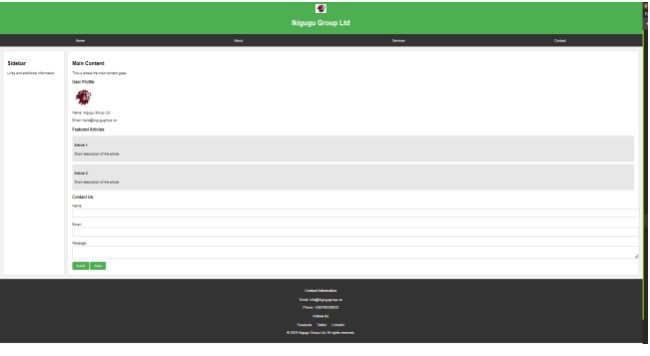 Ikigugu Group Ltd
Home About Services Contact
Sidebar
Links and additional information.
Main Content
This is where the main content goes.
User Profile
Name: Ikigugu Group Ltd
Email: hello@ikigugugroup.rw
Featured Articles
Article 1
Short description of the article.
Article 2
Short description of the article.
Contact Us
Name:
Email:
Message:
Submit Reset
Contact Information
Email: info@ikigugugroup.rw
Phone:
Follow Us
Facebook Twitter LinkedIn
© 2024 Ikigugu Group Ltd. All rights reserved.